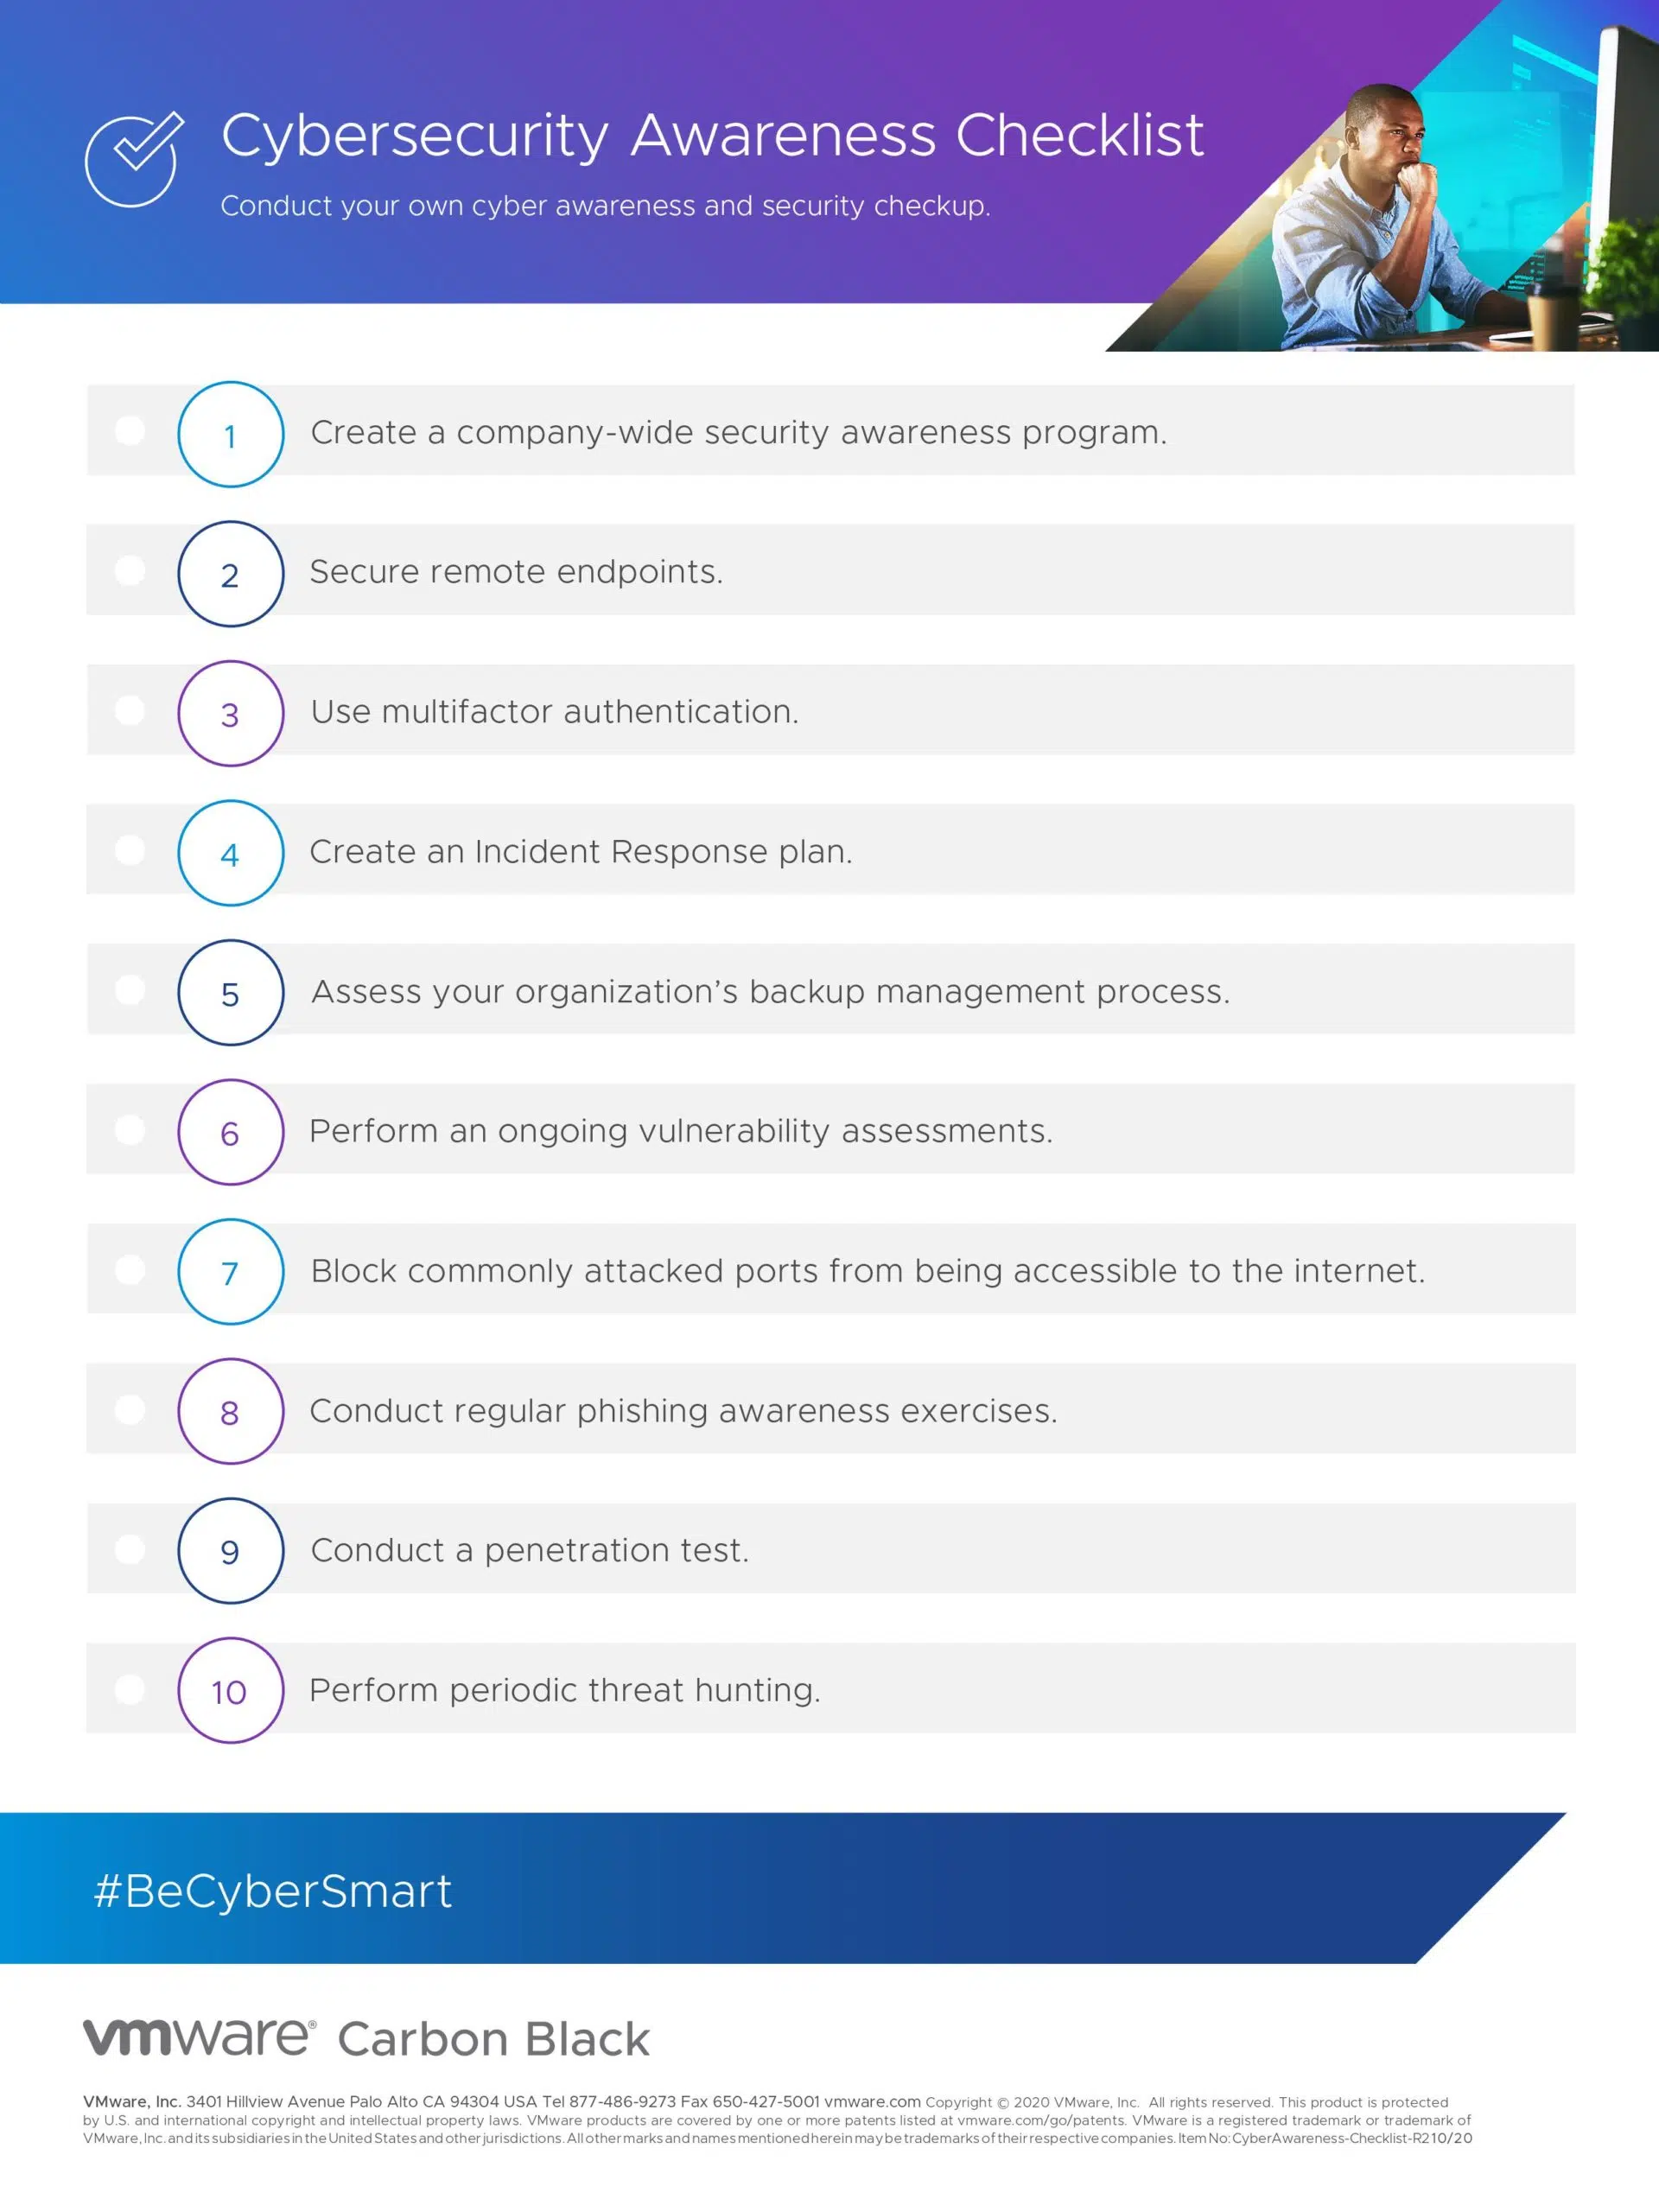 Cybersecurity Awareness Checklist
Conduct your own cyber awareness and security checkup.
1 Create a company-wide security awareness program.
2 Secure remote endpoints.
3 Use multifactor authentication.
4 Create an Incident Response plan.
5 Assess your organization’s backup management process.
6 Perform an ongoing vulnerability assessments.
7 Block commonly attacked ports from being accessible to the internet.
8 Conduct regular phishing awareness exercises.
9 Conduct a penetration test.
10 Perform periodic threat hunting.
#BeCyberSmart
vmware® Carbon Black
VMware, Inc. 3401 Hillview Avenue Palo Alto CA 94304 USA Tel 877-486-9273 Fax 650-427-5001 vmware.com Copyright © 2020 VMware, Inc. All rights reserved. This product is protected
by U.S. and international copyright and intellectual property laws. VMware products are covered by one or more patents listed at vmware.com/go/patents. VMware is a registered trademark or trademark of
VMware, Inc. and its subsidiaries in the United States and other jurisdictions. All other marks and names mentioned herein may be trademarks of their respective companies. Item No: CyberAwareness-Checklist-R2 10/20